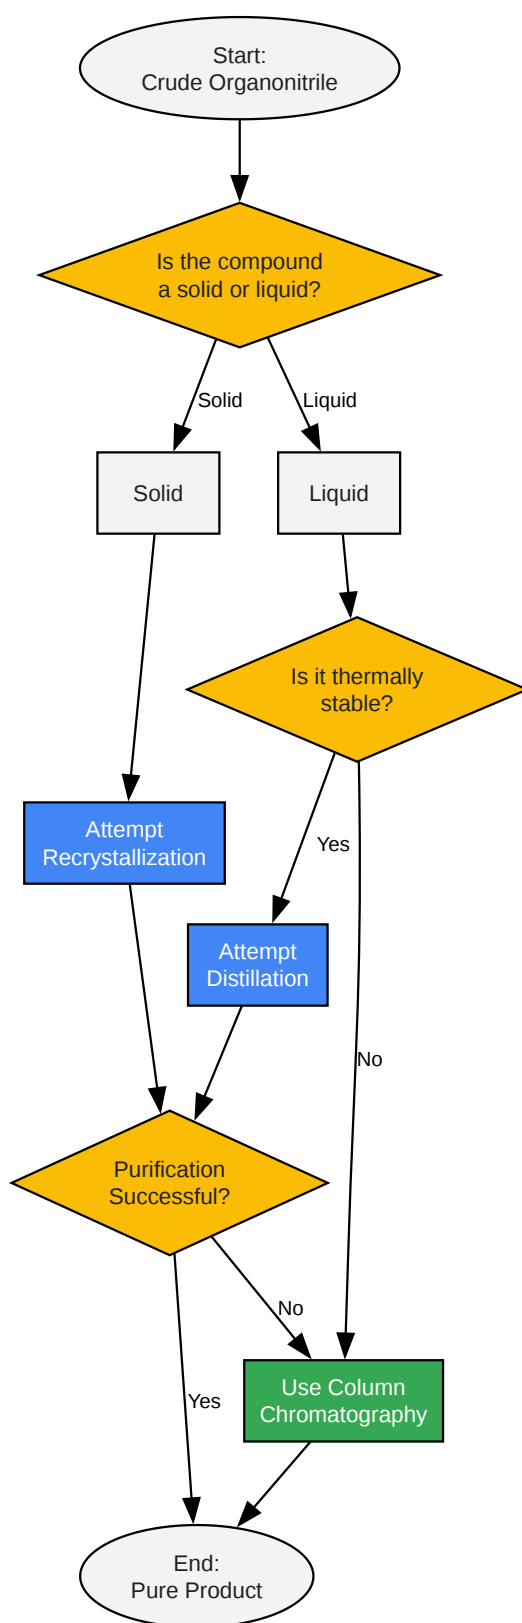 Start:
Crude Organonitrile
Is the compound
a solid or liquid?
Solid
Liquid
Solid
Liquid
Is it thermally
stable?
Attempt
Recrystallization
Yes
Attempt
Distillation
No
Purification
Successful?
No
Use Column
Chromatography
Yes
End:
Pure Product